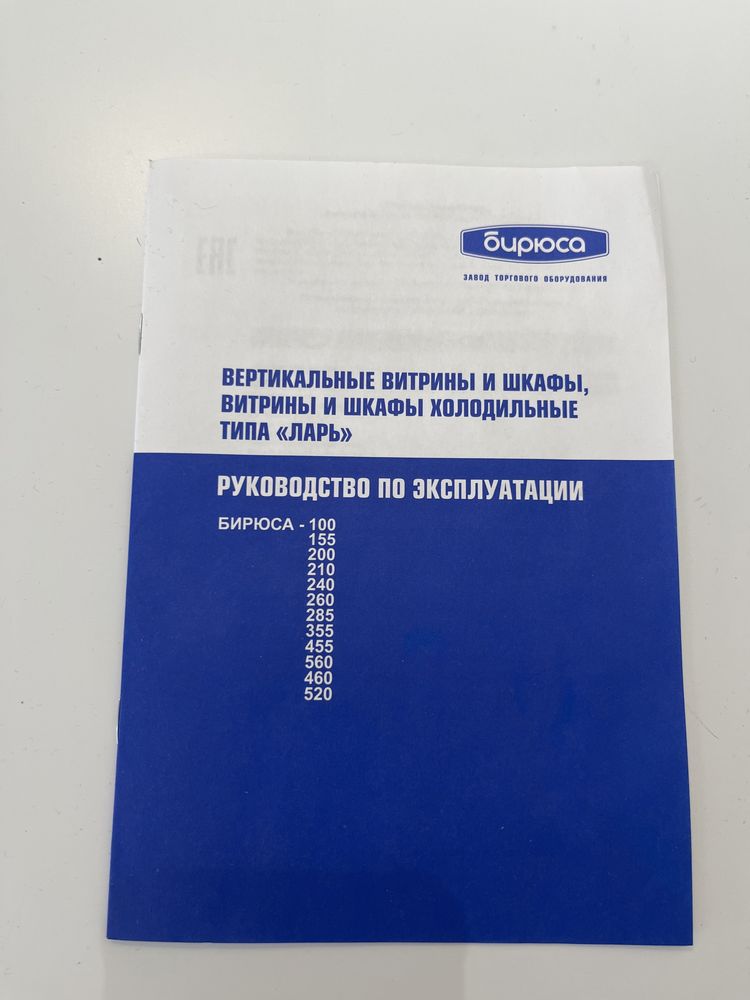 бирюса
ЗАВОД ТОРГОВОГО ОБОРУДОВАНИЯ
ВЕРТИКАЛЬНЫЕ ВИТРИНЫ И ШКАФЫ,
ВИТРИНЫ И ШКАФЫ ХОЛОДИЛЬНЫЕ
ТИПА «ЛАРЬ»
РУКОВОДСТВО ПО ЭКСПЛУАТАЦИИ
БИРЮСА - 100
155
200
210
240
260
285
355
455
560
460
520